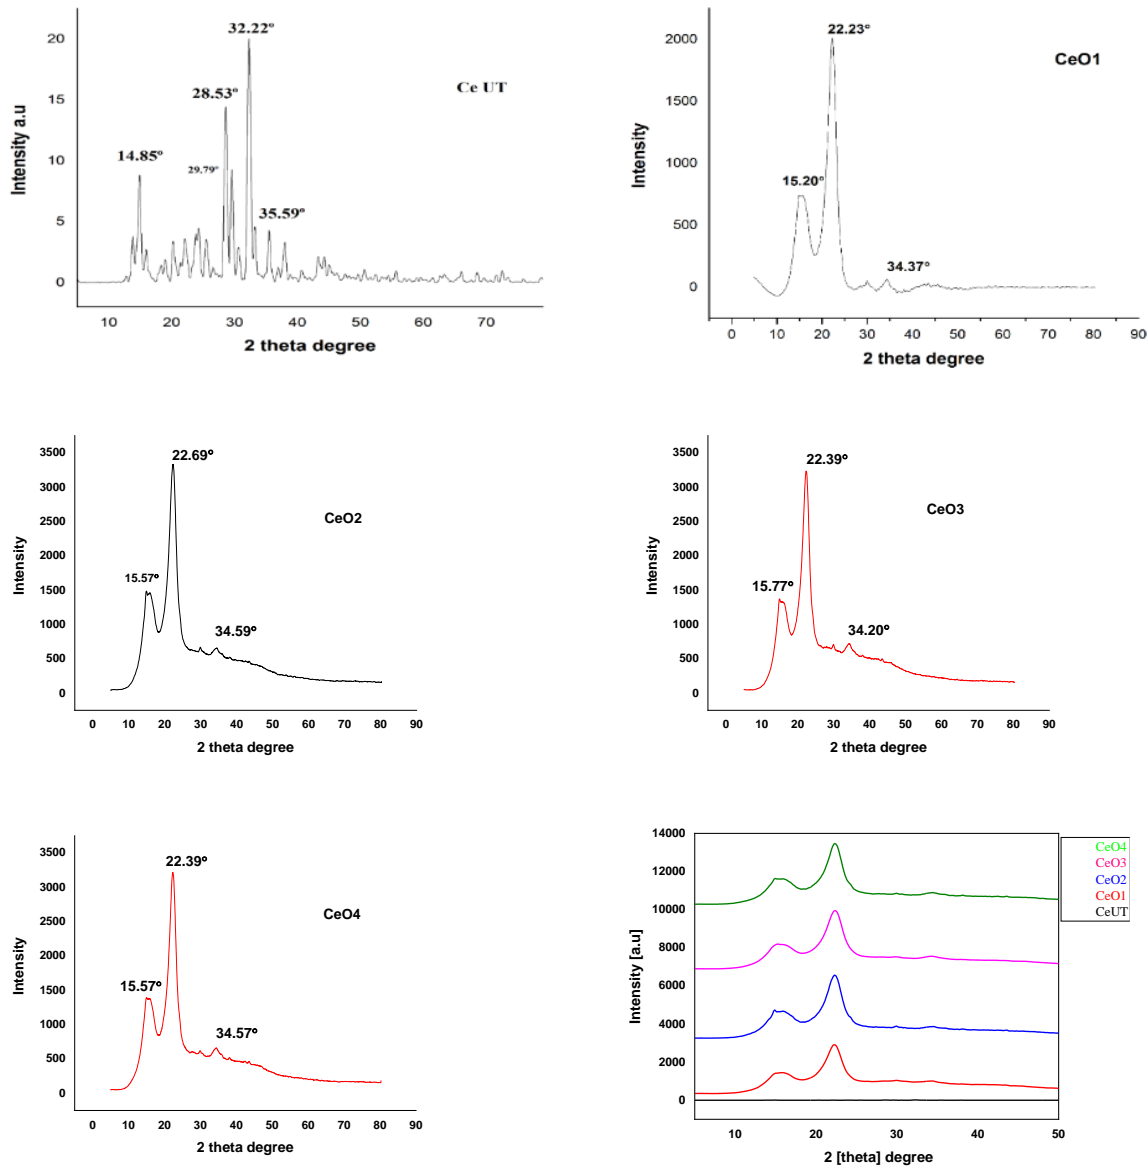 32.22°
28.53°
Ce UT
14.85°
29.79°
35.59°
Intensity a.u
20
15
10
5
0
10 20 30 40 50 60 70
2 theta degree
22.23°
CeO1
15.20°
34.37°
Intensity
2000
1500
1000
500
0
0 10 20 30 40 50 60 70 80 90
2 theta degree
22.69°
CeO2
15.57°
34.59°
Intensity
3500
3000
2500
2000
1500
1000
500
0
0 10 20 30 40 50 60 70 80 90
2 theta degree
22.39°
CeO3
15.77°
34.20°
Intensity
3500
3000
2500
2000
1500
1000
500
0
0 10 20 30 40 50 60 70 80 90
2 theta degree
22.39°
CeO4
15.57°
34.57°
Intensity
3500
3000
2500
2000
1500
1000
500
0
0 10 20 30 40 50 60 70 80 90
2 theta degree
CeO4
CeO3
CeO2
CeO1
CeUT
Intensity [a.u]
14000
12000
10000
8000
6000
4000
2000
0
10 20 30 40 50
2 [theta] degree